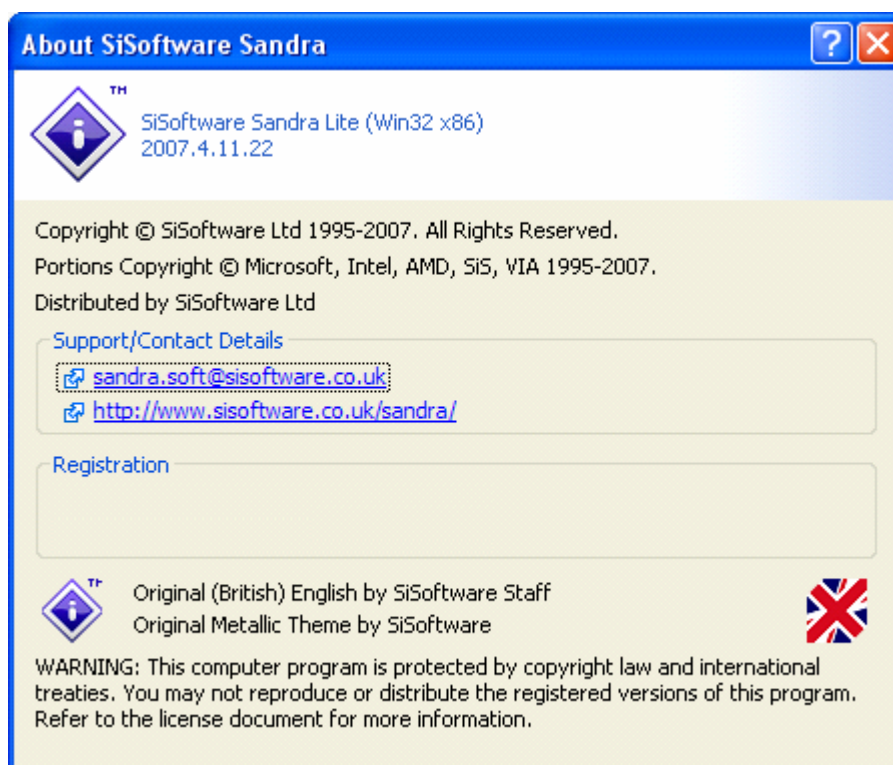 About SiSoftware Sandra
TM
SiSoftware Sandra Lite (Win32 x86)
2007.4.11.22
Copyright © SiSoftware Ltd 1995-2007. All Rights Reserved.
Portions Copyright © Microsoft, Intel, AMD, SiS, VIA 1995-2007.
Distributed by SiSoftware Ltd
Support/Contact Details
sandra.soft@sisoftware.co.uk
http://www.sisoftware.co.uk/sandra/
Registration
TM
Original (British) English by SiSoftware Staff
Original Metallic Theme by SiSoftware
WARNING: This computer program is protected by copyright law and international
treaties. You may not reproduce or distribute the registered versions of this program.
Refer to the license document for more information.